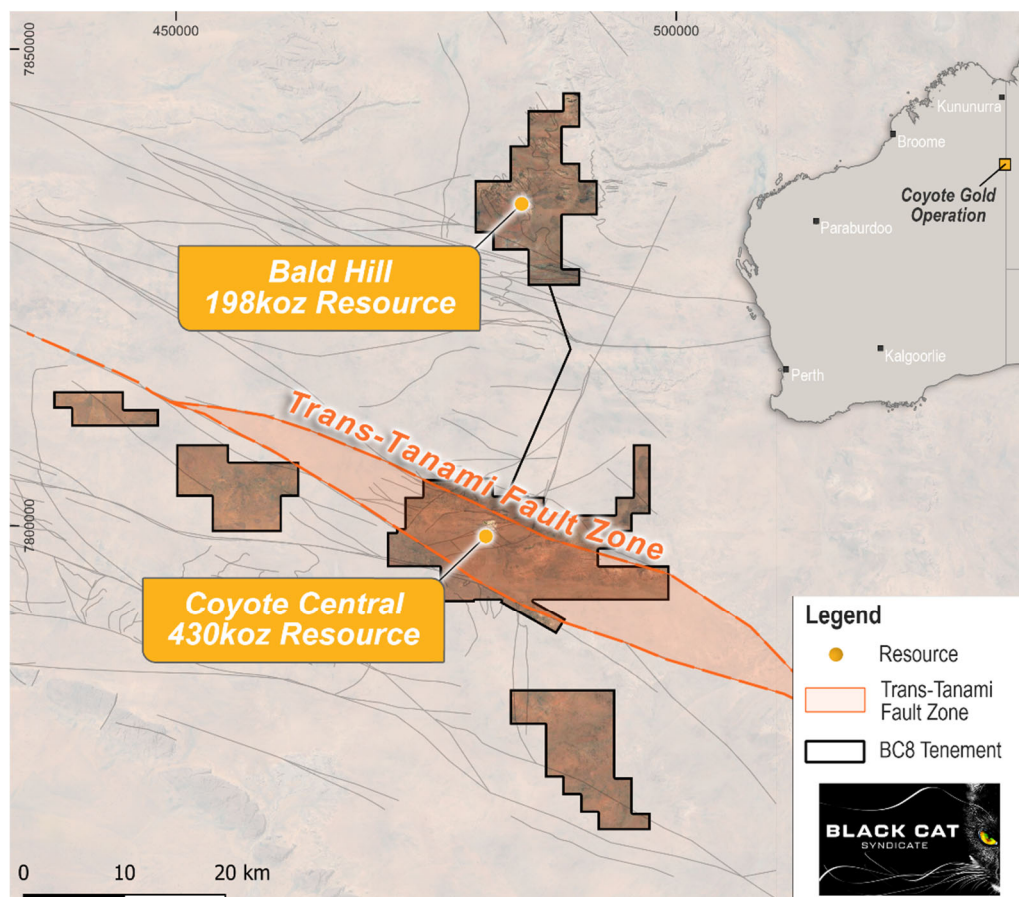 450000
500000
7850000
7800000
Kununurra
Broome
Coyote Gold
Operation
Paraburdoo
Kalgoorlie
Perth
Bald Hill
198koz Resource
Trans-Tanami Fault Zone
Coyote Central
430koz Resource
Legend
Resource
Trans-Tanami
Fault Zone
BC8 Tenement
BLACK CAT
SYNDICATE
0 10 20 km